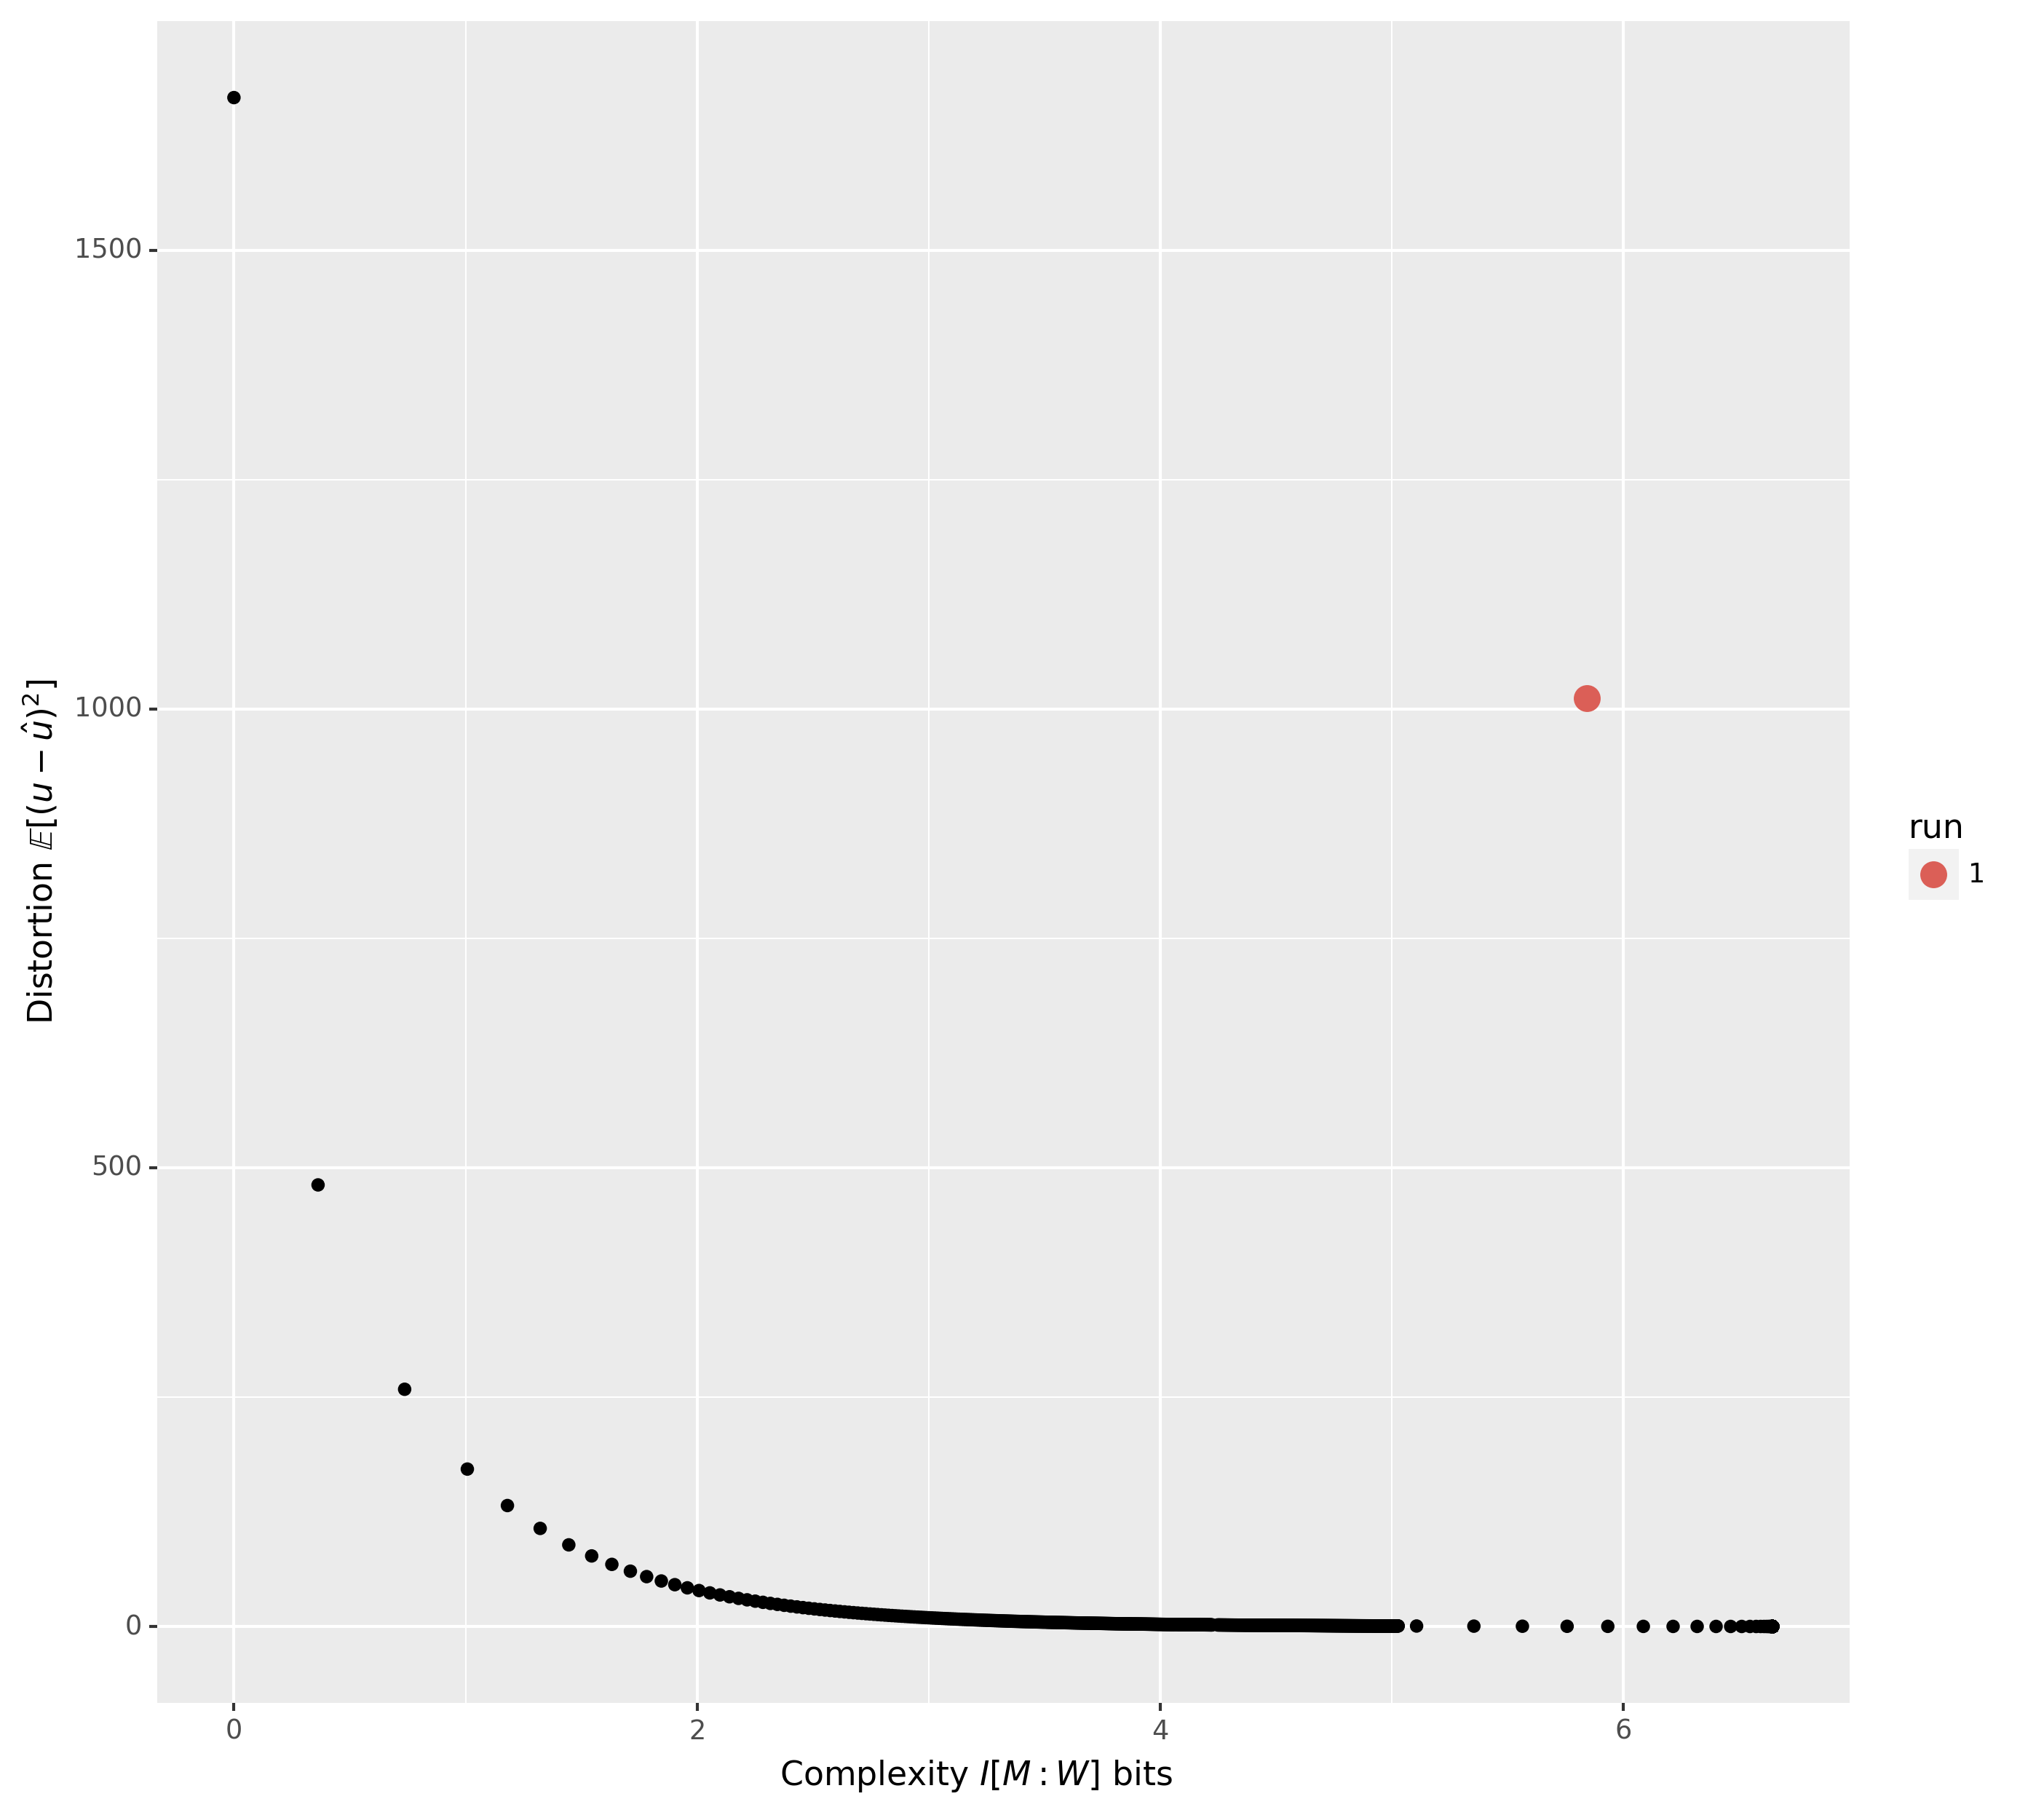 1500
1000
500
0
Distortion 𝔼[(u − û)²]
0 2 4 6
Complexity I[M : W] bits
run
1